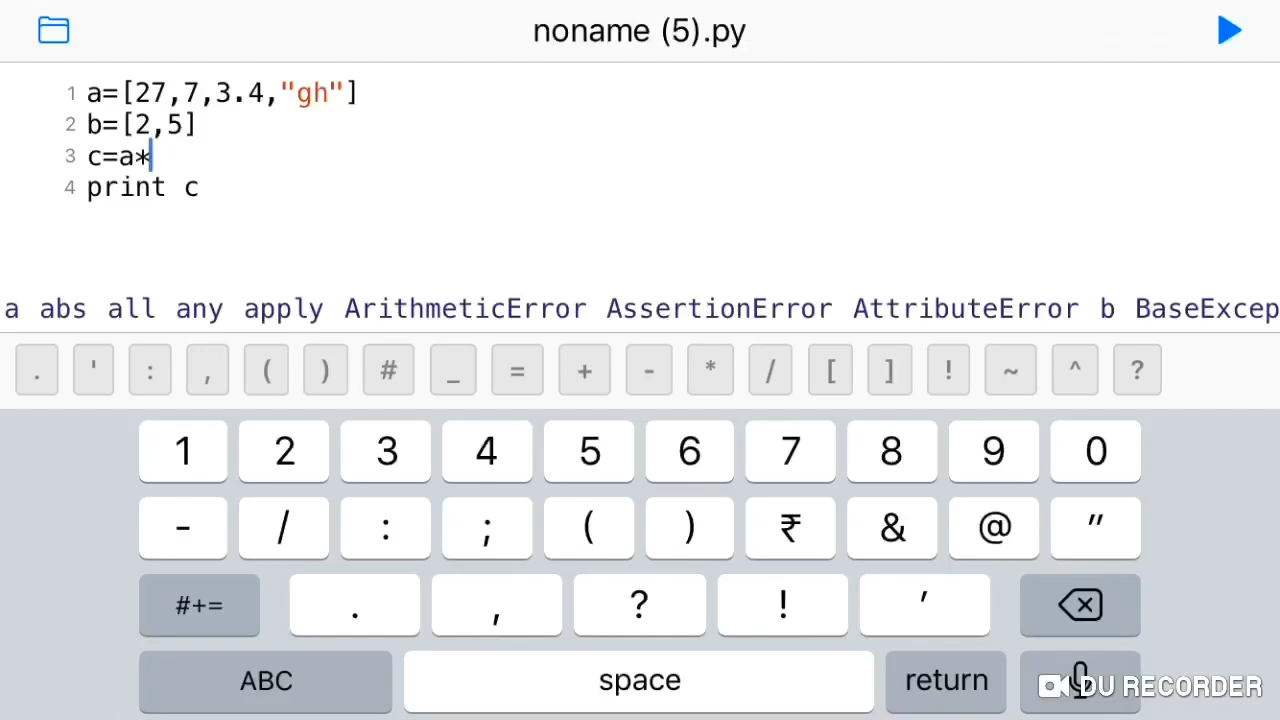 noname (5).py
1 a=[27,7,3.4,"gh"]
2 b=[2,5]
3 c=a*
4 print c
a abs all any apply ArithmeticError AssertionError AttributeError b BaseExcep
. ' : , ( ) # _ = + - * / [ ] ! ~ ^ ?
1 2 3 4 5 6 7 8 9 0
- / : ; ( ) ₹ & @ "
#+= . , ? ! '
ABC space return
DU RECORDER